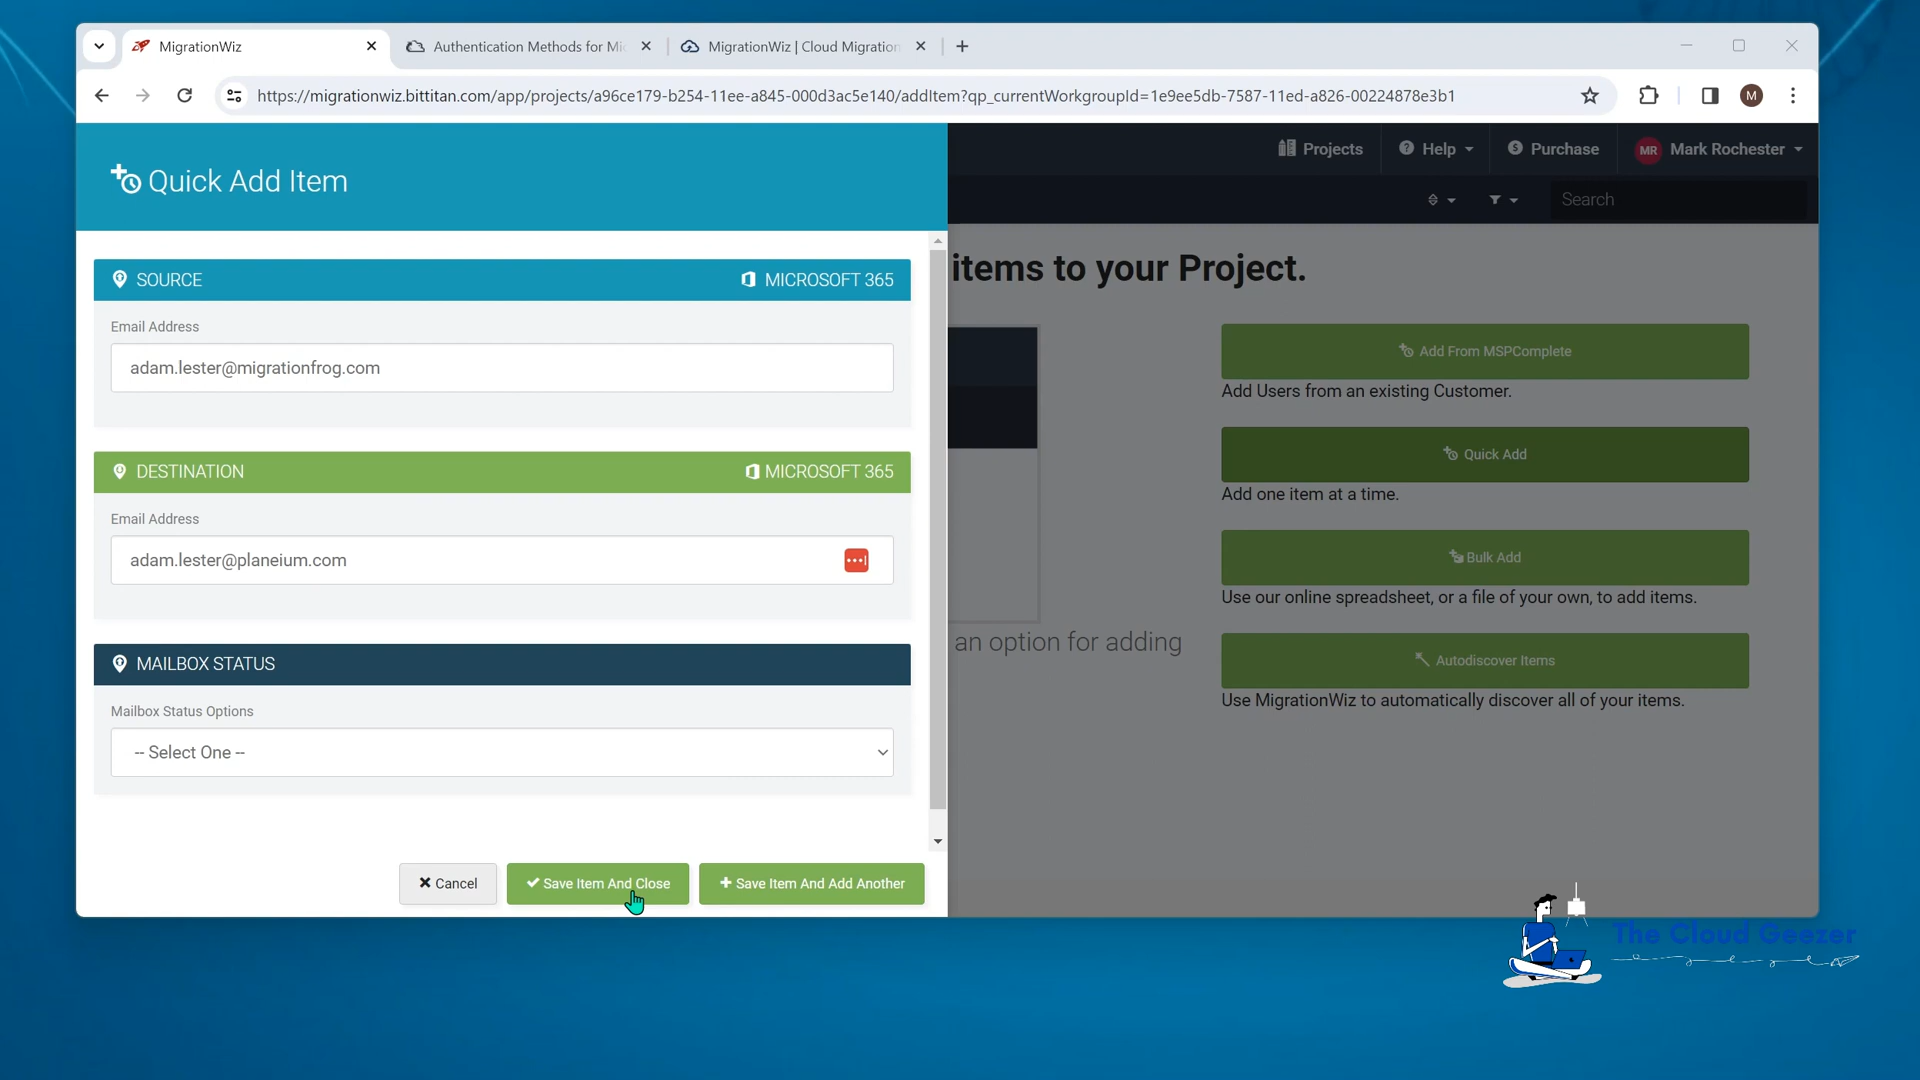 MigrationWiz
Authentication Methods for Mi
MigrationWiz | Cloud Migration
https://migrationwiz.bittitan.com/app/projects/a96ce179-b254-11ee-a845-000d3ac5e140/addItem?qp_currentWorkgroupId=1e9ee5db-7587-11ed-a826-00224878e3b1
M
Quick Add Item
Projects
Help
Purchase
MR Mark Rochester
Search
SOURCE
MICROSOFT 365
Email Address
adam.lester@migrationfrog.com
DESTINATION
MICROSOFT 365
Email Address
adam.lester@planeium.com
MAILBOX STATUS
Mailbox Status Options
-- Select One --
Cancel
Save Item And Close
Save Item And Add Another
items to your Project.
an option for adding
Add From MSPComplete
Add Users from an existing Customer.
Quick Add
Add one item at a time.
Bulk Add
Use our online spreadsheet, or a file of your own, to add items.
Autodiscover Items
Use MigrationWiz to automatically discover all of your items.
The Cloud Geezer